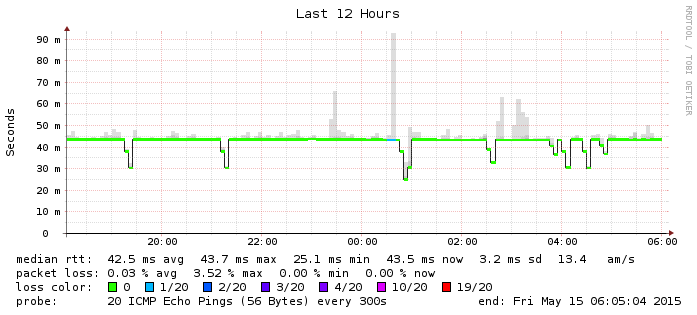 Last 12 Hours
RRDTOOL / TOBI OETIKER
Seconds
90 m
80 m
70 m
60 m
50 m
40 m
30 m
20 m
10 m
0
20:00 22:00 00:00 02:00 04:00 06:00
median rtt: 42.5 ms avg 43.7 ms max 25.1 ms min 43.5 ms now 3.2 ms sd 13.4 am/s
packet loss: 0.03 % avg 3.52 % max 0.00 % min 0.00 % now
loss color: 0 1/20 2/20 3/20 4/20 10/20 19/20
probe: 20 ICMP Echo Pings (56 Bytes) every 300s end: Fri May 15 06:05:04 2015